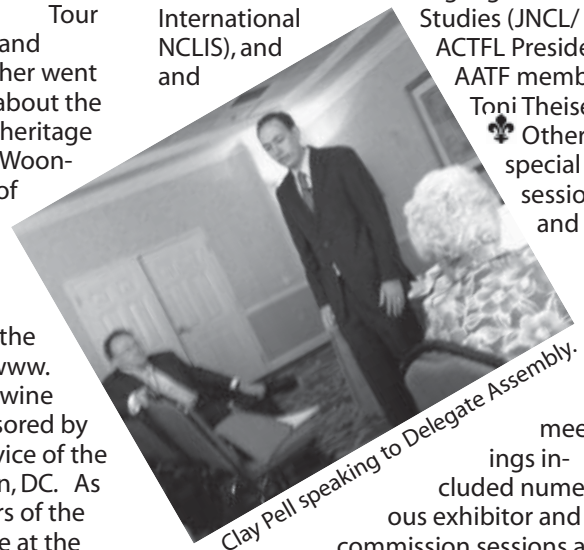 Tour
and
her went
about the
heritage
Woon-
of
the
www.
wine
sored by
vice of the
n, DC. As
rs of the
e at the
International
NCLIS), and
and
Studies (JNCL/
ACTFL Preside
AATF memb
Toni Theise
Other
special
sessio
and
mee
ings in-
cluded nume
ous exhibitor and
commission sessions a
Clay Pell speaking to Delegate Assembly.